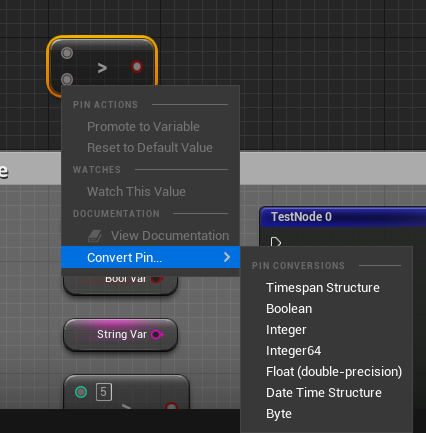 >
PIN ACTIONS
Promote to Variable
Reset to Default Value
WATCHES
e
Watch This Value
DOCUMENTATION
TestNode 0
View Documentation
Convert Pin...
PIN CONVERSIONS
Bool Var
Timespan Structure
Boolean
String Var
Integer
Integer64
Float (double-precision)
5
Date Time Structure
>
Byte